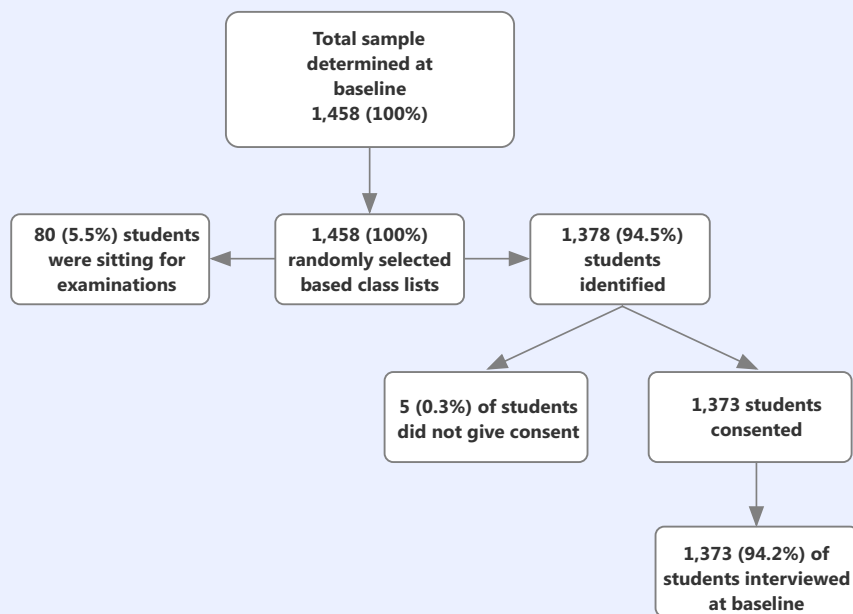 Total sample
determined at
baseline
1,458 (100%)
80 (5.5%) students
were sitting for
examinations
1,458 (100%)
randomly selected
based class lists
1,378 (94.5%)
students
identified
5 (0.3%) of students
did not give consent
1,373 students
consented
1,373 (94.2%) of
students interviewed
at baseline